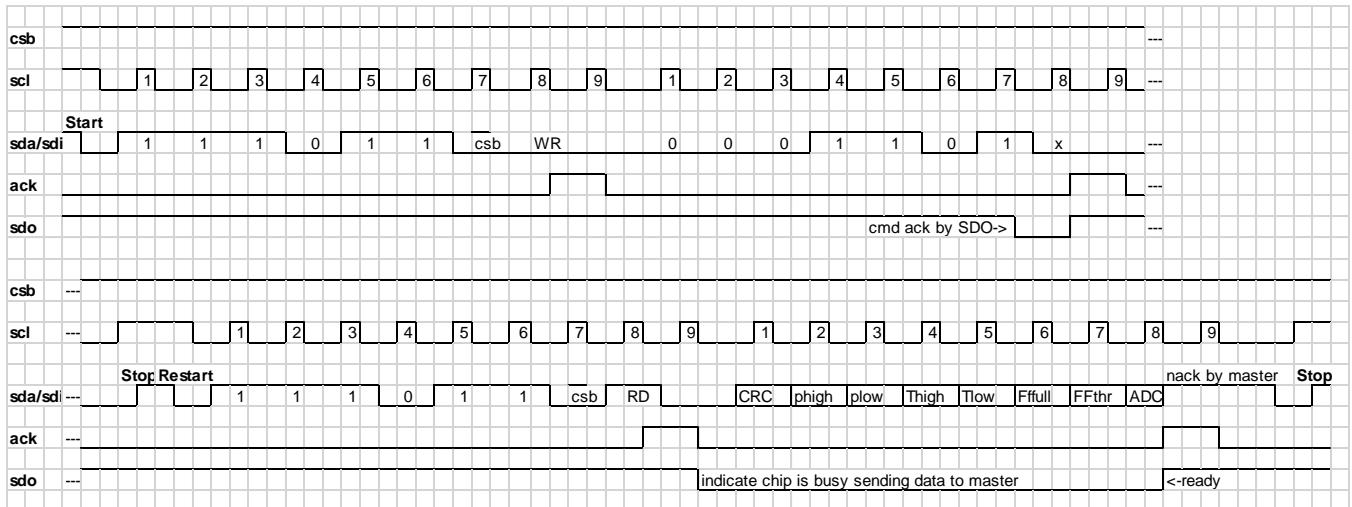 csb ---
scl 1 2 3 4 5 6 7 8 9 1 2 3 4 5 6 7 8 9 ---
Start
sda/sdi 1 1 1 0 1 1 csb WR 0 0 0 1 1 0 1 x ---
ack ---
sdo cmd ack by SDO-> ---
csb ---
scl --- 1 2 3 4 5 6 7 8 9 1 2 3 4 5 6 7 8 9
Stop Restart nack by master Stop
sda/sdi --- 1 1 1 0 1 1 csb RD CRC phigh plow Thigh Tlow Fffull FFthr ADC
ack ---
sdo --- indicate chip is busy sending data to master <-ready